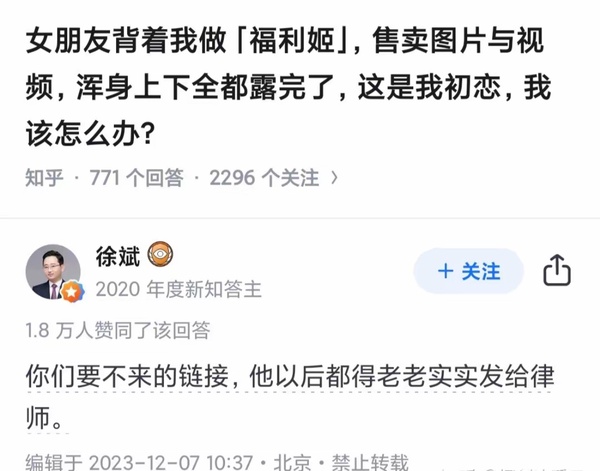 女朋友背着我做「福利姬」，售卖图片与视
频，浑身上下全都露完了，这是我初恋，我
该怎么办？
知乎 · 771 个回答 · 2296 个关注 >
徐斌
+ 关注
2020 年度新知答主
1.8 万人赞同了该回答
你们要不来的链接，他以后都得老老实实发给律
师。
编辑于 2023-12-07 10:37・北京・禁止转载